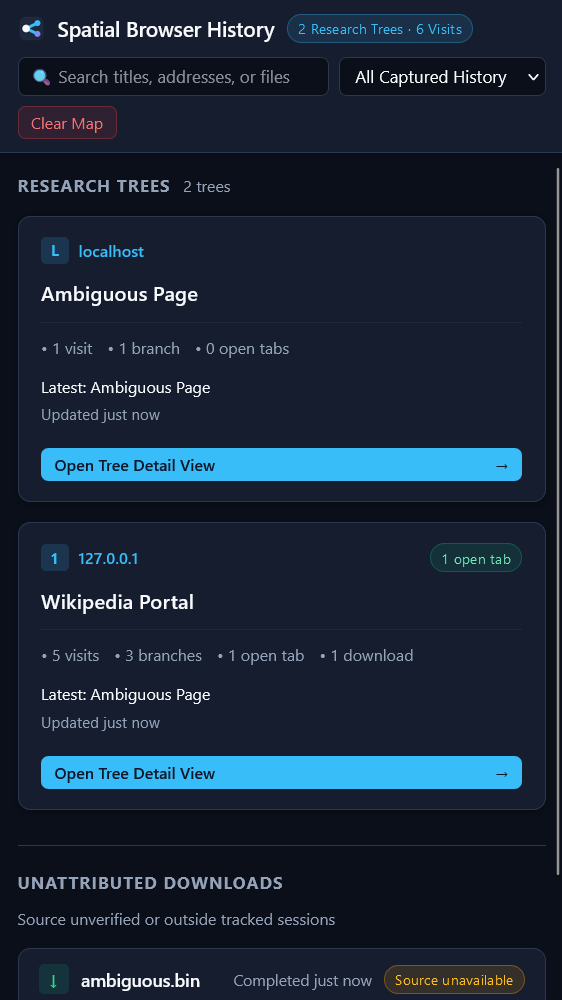 Spatial Browser History
2 Research Trees · 6 Visits
Search titles, addresses, or files
All Captured History
Clear Map
RESEARCH TREES 2 trees
L localhost
Ambiguous Page
• 1 visit • 1 branch • 0 open tabs
Latest: Ambiguous Page
Updated just now
Open Tree Detail View →
1 127.0.0.1 1 open tab
Wikipedia Portal
• 5 visits • 3 branches • 1 open tab • 1 download
Latest: Ambiguous Page
Updated just now
Open Tree Detail View →
UNATTRIBUTED DOWNLOADS
Source unverified or outside tracked sessions
↓ ambiguous.bin Completed just now Source unavailable